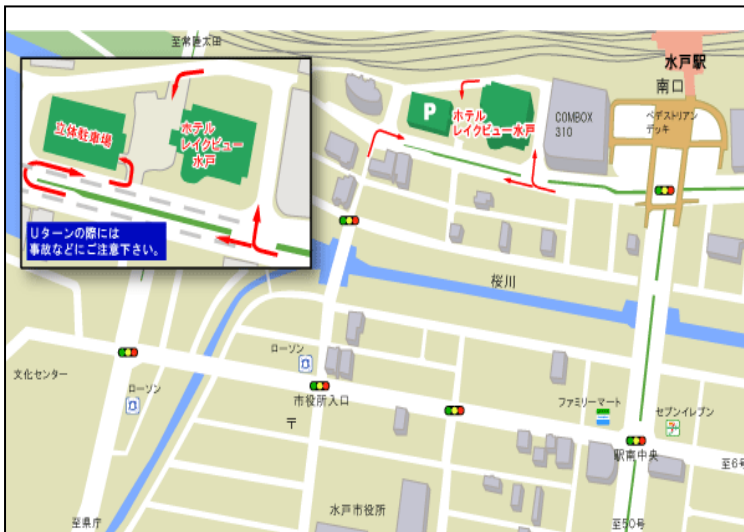 至常陸太田
水戸駅
南口
立体駐車場
ホテル
レイクビュー
水戸
Uターンの際には
事故などにご注意下さい。
P
ホテル
レイクビュー水戸
COMBOX
310
ペデストリアン
デッキ
桜川
文化センター
ローソン
ローソン
市役所入口
〒
ファミリーマート
セブンイレブン
駅南中央
至6号
水戸市役所
至県庁
至50号